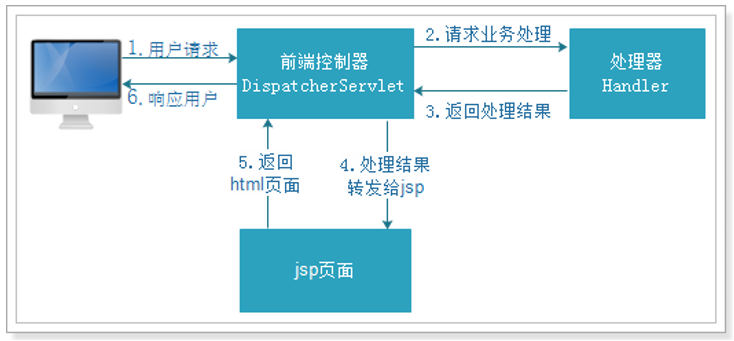 1.用户请求
6.响应用户
前端控制器
DispatcherServlet
2.请求业务处理
3.返回处理结果
处理器
Handler
5.返回
html页面
4.处理结果
转发给jsp
jsp页面